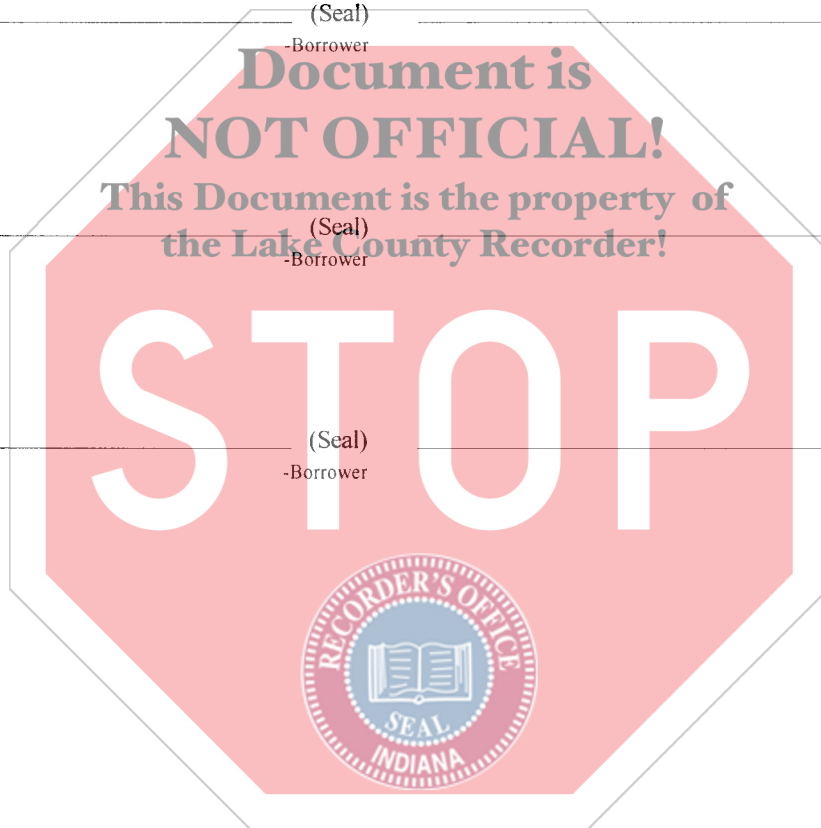 (Seal)
-Borrower
Document is
NOT OFFICIAL!
This Document is the property of
(Seal)
the Lake County Recorder!
-Borrower
STOP
(Seal)
-Borrower
RECORDER'S OFFICE
SEAL
INDIANA